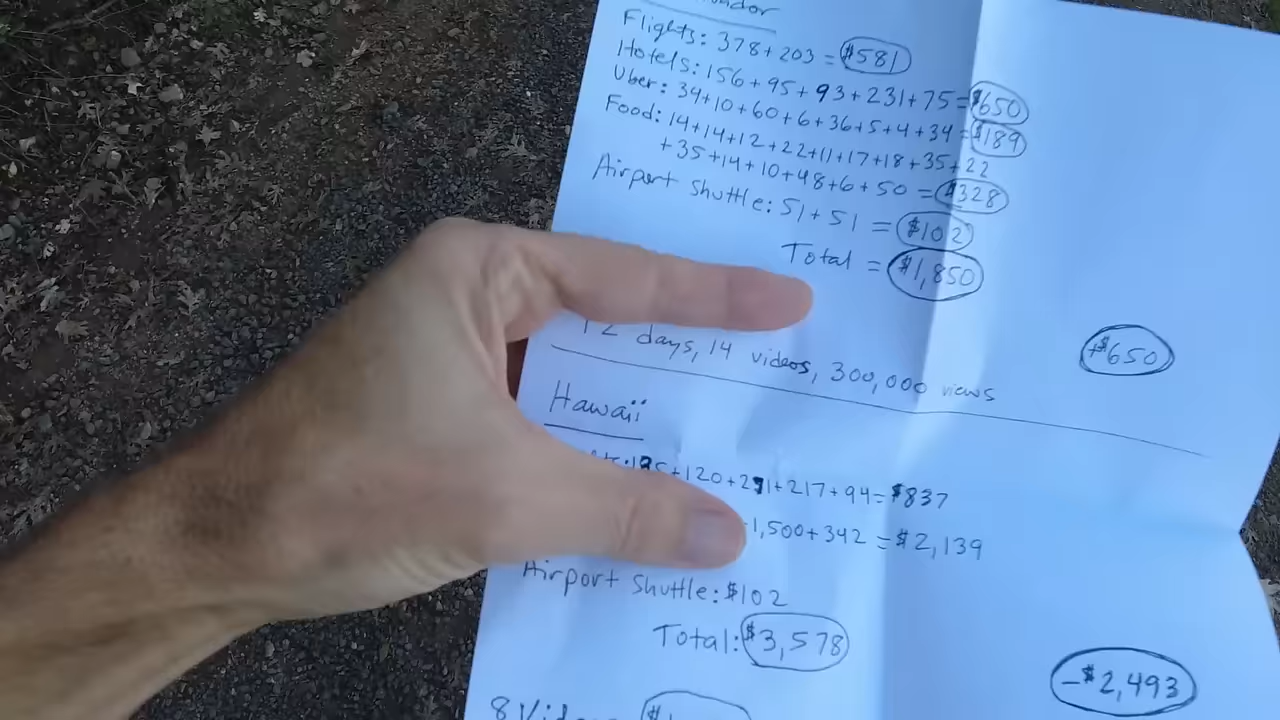 Flights: 378+203 = $581
Hotels: 156+95+93+231+75= $650
Uber: 34+10+60+6+36+5+4+34 = $189
Food: 14+14+12+22+11+17+18+35+22
+35+14+10+48+6+50 = $328
Airport Shuttle: 51+51 = $102
Total = $1,850
+$650
12 days, 14 videos, 300,000 views
Hawaii
+120+291+217+94= $837
1,500+342 = $2,139
Airport Shuttle: $102
Total: $3,578
-$2,493
8